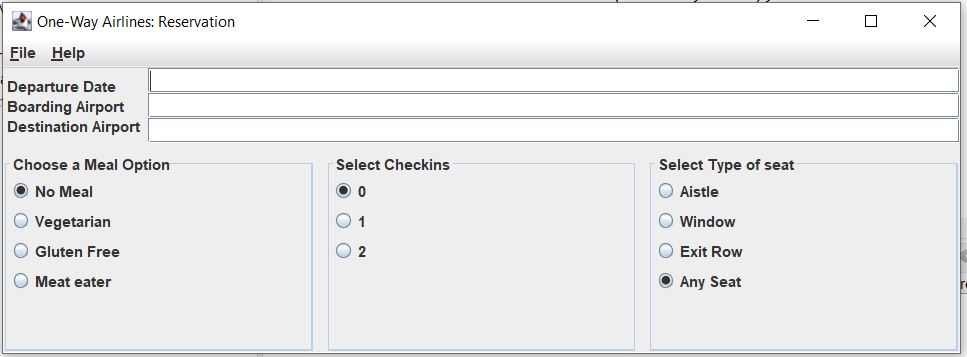 One-Way Airlines: Reservation
File Help
Departure Date
Boarding Airport
Destination Airport
Choose a Meal Option
No Meal
Vegetarian
Gluten Free
Meat eater
Select Checkins
0
1
2
Select Type of seat
Aistle
Window
Exit Row
Any Seat